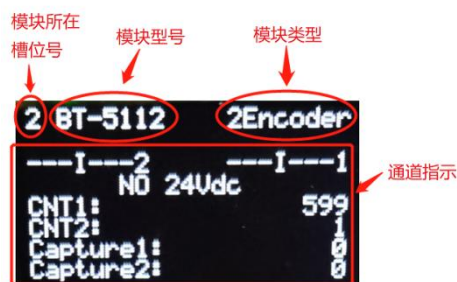 模块所在
槽位号
模块型号
模块类型
2 BT-5112 2Encoder
---I---2 ---I---1
NO 24Vdc
CNT1: 599
CNT2: 1
Capture1: 0
Capture2: 0
通道指示